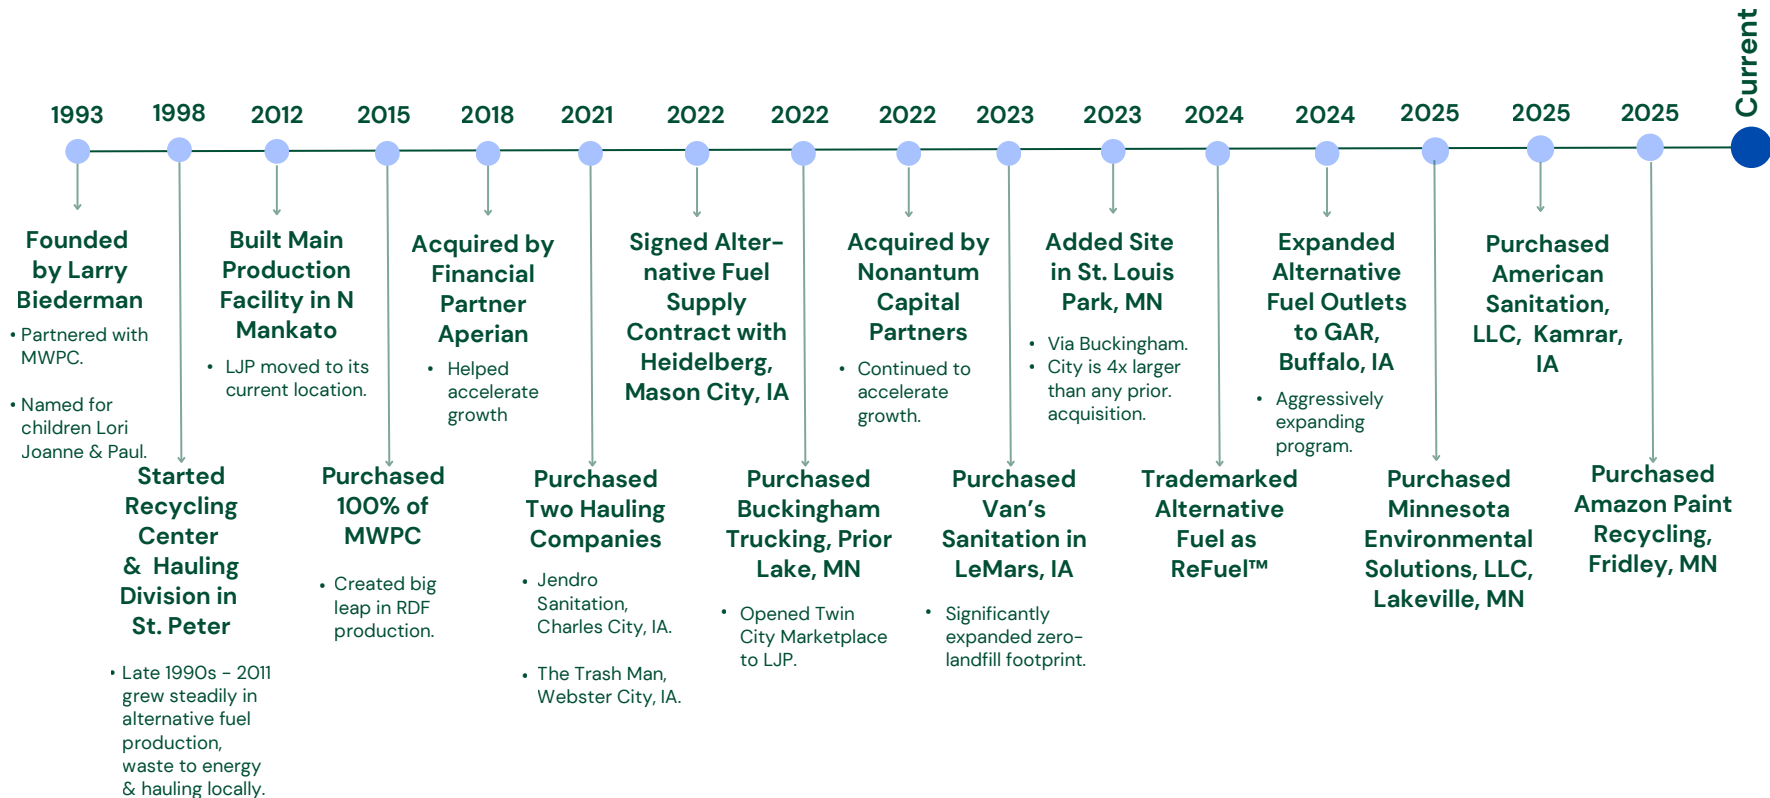 Current
1993
1998
2012
2015
2018
2021
2022
2022
2022
2023
2023
2024
2024
2025
2025
2025
Founded
by Larry
Biederman
• Partnered with
MWPC.
• Named for
children Lori
Joanne & Paul.
Started
Recycling
Center
& Hauling
Division in
St. Peter
• Late 1990s - 2011
grew steadily in
alternative fuel
production,
waste to energy
& hauling locally.
Built Main
Production
Facility in N
Mankato
• LJP moved to its
current location.
Purchased
100% of
MWPC
• Created big
leap in RDF
production.
Acquired by
Financial
Partner
Aperian
• Helped
accelerate
growth
Purchased
Two Hauling
Companies
• Jendro
Sanitation,
Charles City, IA.
• The Trash Man,
Webster City, IA.
Signed Alter-
native Fuel
Supply
Contract with
Heidelberg,
Mason City, IA
Purchased
Buckingham
Trucking, Prior
Lake, MN
• Opened Twin
City Marketplace
to LJP.
Acquired by
Nonantum
Capital
Partners
• Continued to
accelerate
growth.
Purchased
Van's
Sanitation in
LeMars, IA
• Significantly
expanded zero-
landfill footprint.
Added Site
in St. Louis
Park, MN
• Via Buckingham.
• City is 4x larger
than any prior.
acquisition.
Trademarked
Alternative
Fuel as
ReFuel™
Expanded
Alternative
Fuel Outlets
to GAR,
Buffalo, IA
• Aggressively
expanding
program.
Purchased
Minnesota
Environmental
Solutions, LLC,
Lakeville, MN
Purchased
American
Sanitation,
LLC, Kamrar,
IA
Purchased
Amazon Paint
Recycling,
Fridley, MN